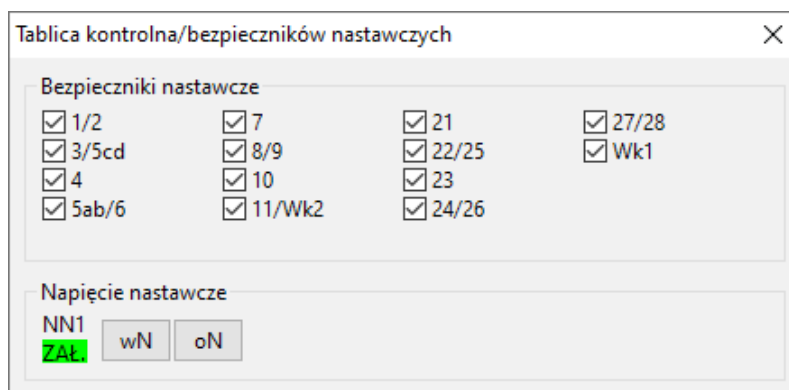 Tablica kontrolna/bezpieczników nastawczych
Bezpieczniki nastawcze
1/2 7 21 27/28
3/5cd 8/9 22/25 Wk1
4 10 23
5ab/6 11/Wk2 24/26
Napięcie nastawcze
NN1
ZAŁ. wN oN